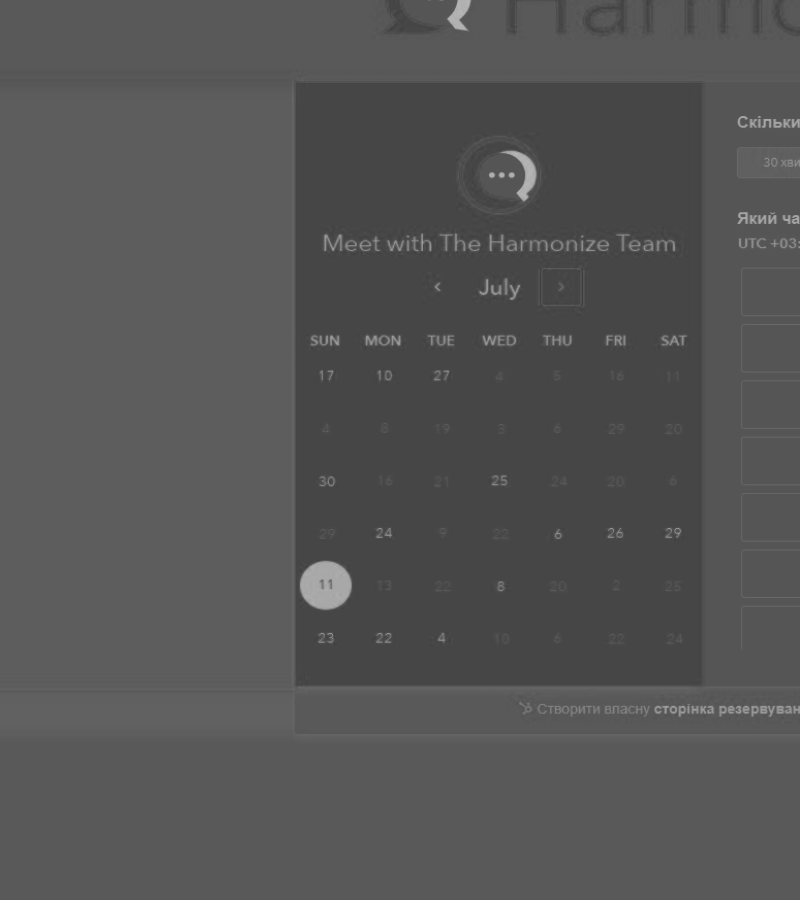 Harmo
Meet with The Harmonize Team
July
SUN MON TUE WED THU FRI SAT
17 10 27 4 5 16 11
4 8 19 3 6 29 20
30 16 21 25 24 20 6
29 24 9 22 6 26 29
11 13 22 8 20 2 25
23 22 4 10 6 22 24
Скільки
30 хви
Який ча
UTC +03:
Створити власну сторінка резервуван